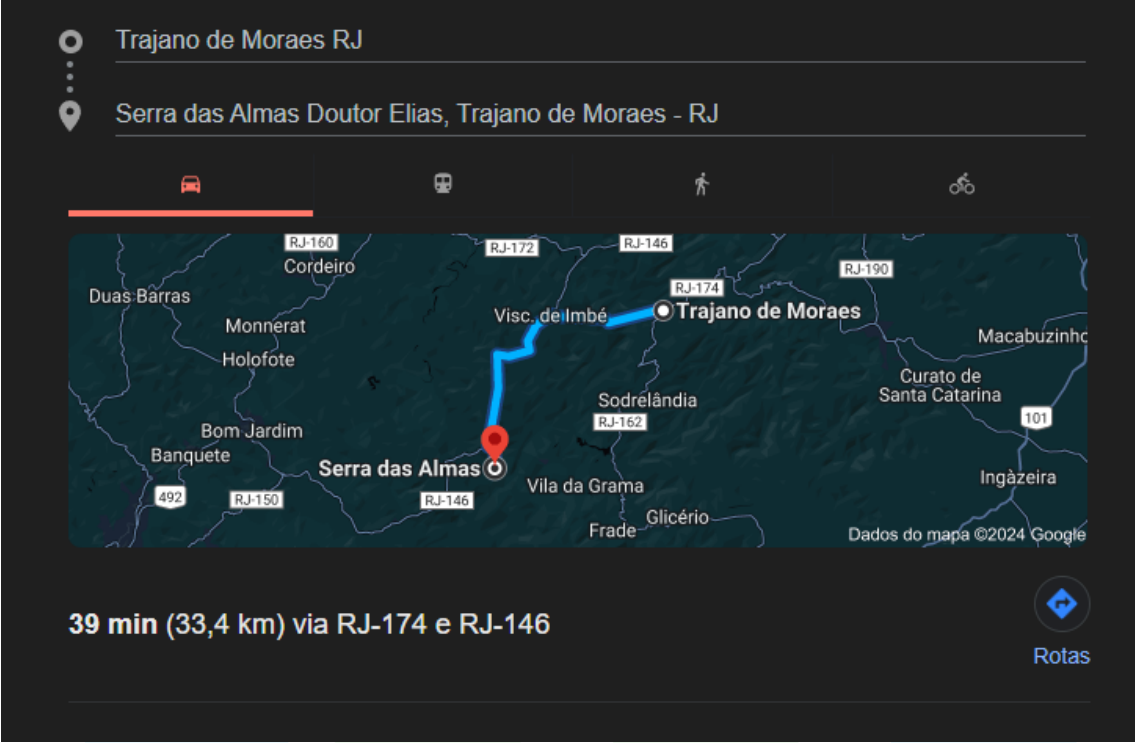 Trajano de Moraes RJ
Serra das Almas Doutor Elias, Trajano de Moraes - RJ
RJ-160
RJ-172
RJ-146
Cordeiro
RJ-190
RJ-174
Duas Barras
Visc. de Imbé
Trajano de Moraes
Monnerat
Macabuzinho
Holofote
Curato de
Santa Catarina
Sodrelândia
101
RJ-162
Bom Jardim
Banquete
Serra das Almas
Ingàzeira
Vila da Grama
492
RJ-150
RJ-146
Glicério
Frade
Dados do mapa ©2024 Google
39 min (33,4 km) via RJ-174 e RJ-146
Rotas